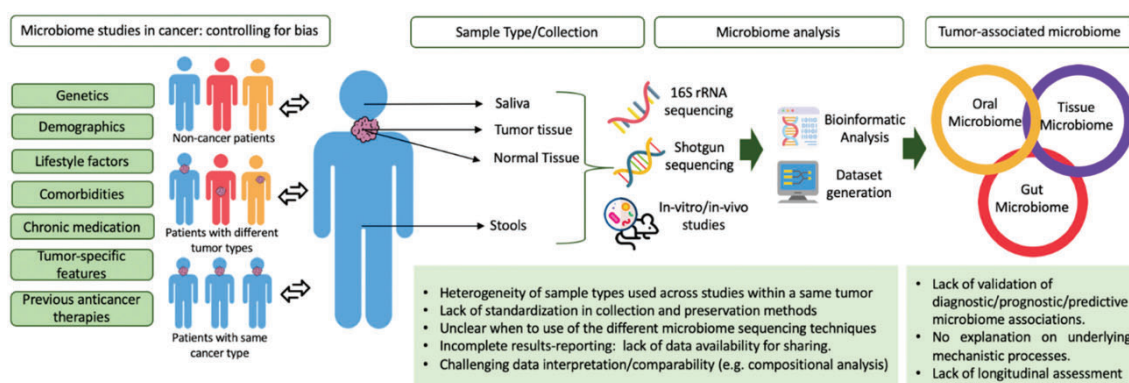 Microbiome studies in cancer: controlling for bias
Genetics
Demographics
Lifestyle factors
Comorbidities
Chronic medication
Tumor-specific
features
Previous anticancer
therapies
Non-cancer patients
Patients with different
tumor types
Patients with same
cancer type
Sample Type/Collection
Saliva
Tumor tissue
Normal Tissue
Stools
Microbiome analysis
16S rRNA
sequencing
Shotgun
sequencing
In-vitro/in-vivo
studies
Bioinformatic
Analysis
Dataset
generation
Tumor-associated microbiome
Oral
Microbiome
Tissue
Microbiome
Gut
Microbiome
• Heterogeneity of sample types used across studies within a same tumor
• Lack of standardization in collection and preservation methods
• Unclear when to use of the different microbiome sequencing techniques
• Incomplete results-reporting: lack of data availability for sharing.
• Challenging data interpretation/comparability (e.g. compositional analysis)
• Lack of validation of
diagnostic/prognostic/predictive
microbiome associations.
• No explanation on underlying
mechanistic processes.
• Lack of longitudinal assessment